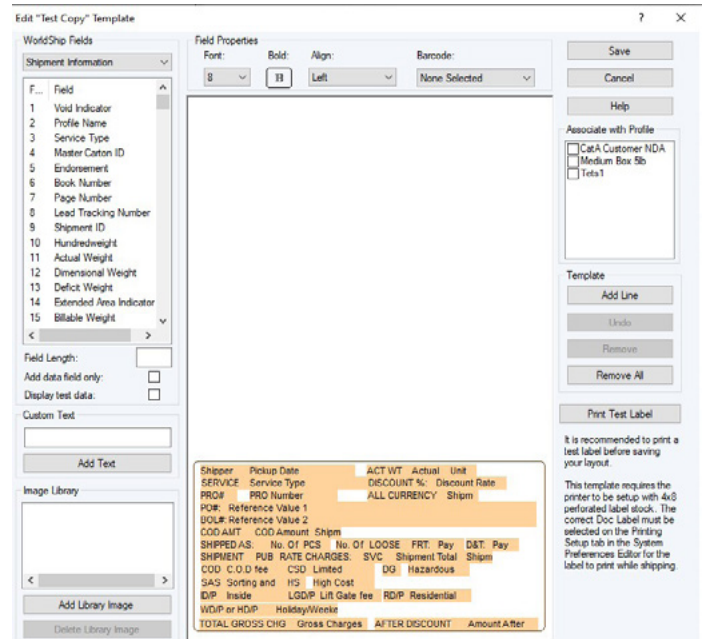 Edit "Test Copy" Template
? ×
WorldShip Fields
Shipment Information
F... Field
1 Void Indicator
2 Profile Name
3 Service Type
4 Master Carton ID
5 Endorsement
6 Book Number
7 Page Number
8 Lead Tracking Number
9 Shipment ID
10 Hundredweight
11 Actual Weight
12 Dimensional Weight
13 Deficit Weight
14 Extended Area Indicator
15 Billable Weight
Field Length:
Add data field only:
Display test data:
Custom Text
Add Text
Image Library
Add Library Image
Delete Library Image
Field Properties
Font: Bold: Align: Barcode:
8 B Left None Selected
Shipper Pickup Date ACT WT Actual Unit
SERVICE Service Type DISCOUNT %: Discount Rate
PRO# PRO Number ALL CURRENCY Shipm
PO#: Reference Value 1
BOL#: Reference Value 2
COD AMT COD Amount Shipm
SHIPPED AS: No. Of PCS No. Of LOOSE FRT: Pay D&T: Pay
SHIPMENT PUB RATE CHARGES: SVC Shipment Total Shipm
COD C.O.D fee CSD Limted DG Hazardous
SAS Sorting and HS High Cost
ID/P Inside LGD/P Lift Gate fee RD/P Residential
WD/P or HD/P Holiday/Weeke
TOTAL GROSS CHG Gross Charges AFTER DISCOUNT Amount After
Save
Cancel
Help
Associate with Profile
CatA Customer NDA
Medium Box 5lb
Teta1
Template
Add Line
Undo
Remove
Remove All
Print Test Label
It is recommended to print a
test label before saving
your layout.
This template requires the
printer to be setup with 4x8
perforated label stock. The
correct Doc Label must be
selected on the Printing
Setup tab in the System
Preferences Editor for the
label to print while shipping.